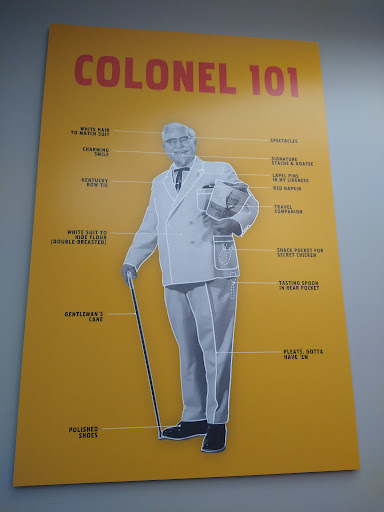 COLONEL 101
WHITE HAIR
TO MATCH SUIT
CHARMING
SMILE
KENTUCKY
BOW TIE
WHITE SUIT TO
HIDE FLOUR
(DOUBLE-BREASTED)
GENTLEMAN'S
CANE
POLISHED
SHOES
SPECTACLES
SIGNATURE
STACHE & GOATEE
LAPEL PINS
IN MY LIKENESS
RED NAPKIN
TRAVEL
COMPANION
SNACK POCKET FOR
SECRET CHICKEN
TASTING SPOON
IN REAR POCKET
PLEATS, GOTTA
HAVE 'EM